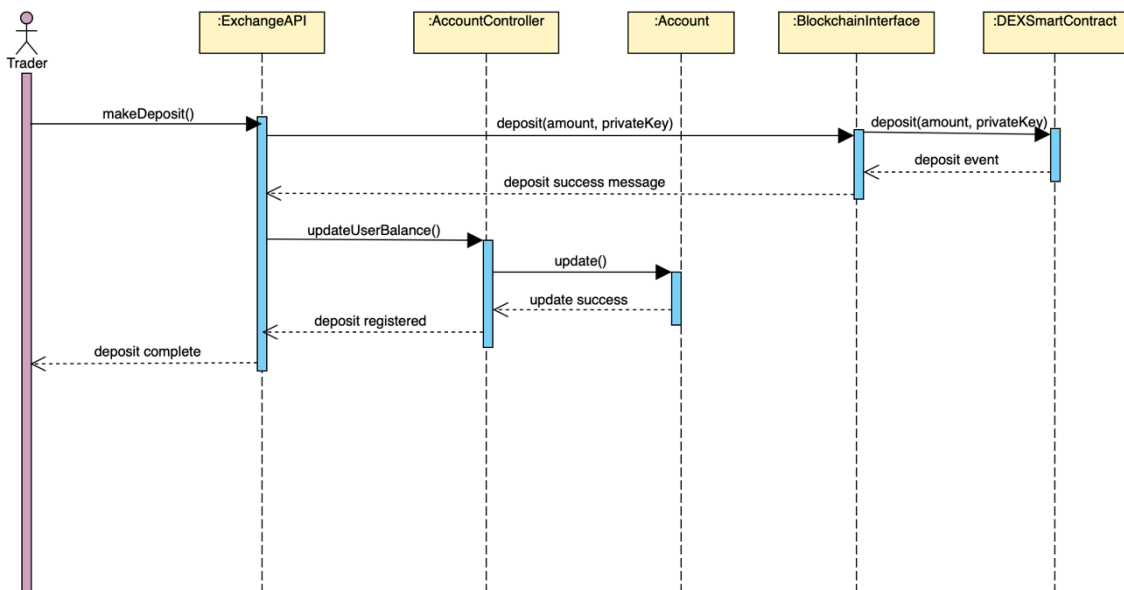 :ExchangeAPI
:AccountController
:Account
:BlockchainInterface
:DEXSmartContract
Trader
makeDeposit()
deposit(amount, privateKey)
deposit(amount, privateKey)
deposit event
deposit success message
updateUserBalance()
update()
update success
deposit registered
deposit complete